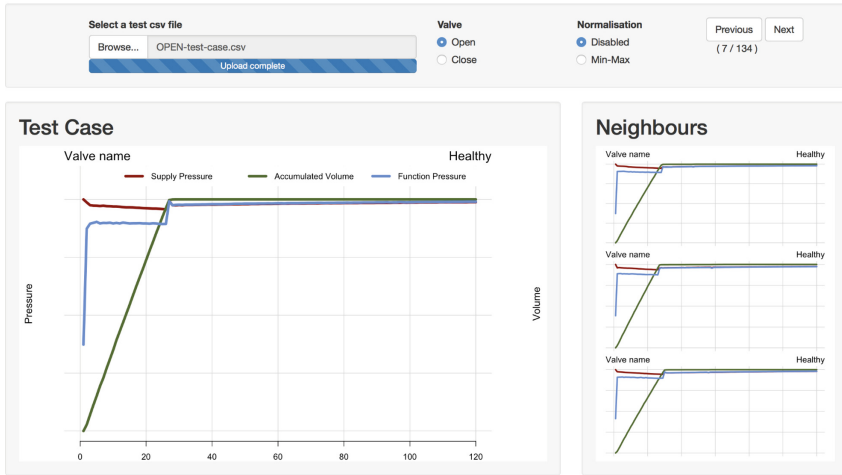 Select a test csv file
Browse... OPEN-test-case.csv
Upload complete
Valve
Open
Close
Normalisation
Disabled
Min-Max
Previous Next
( 7 / 134 )
Test Case
Valve name Healthy
Supply Pressure Accumulated Volume Function Pressure
Pressure
Volume
0 20 40 60 80 100 120
Neighbours
Valve name Healthy
Valve name Healthy
Valve name Healthy